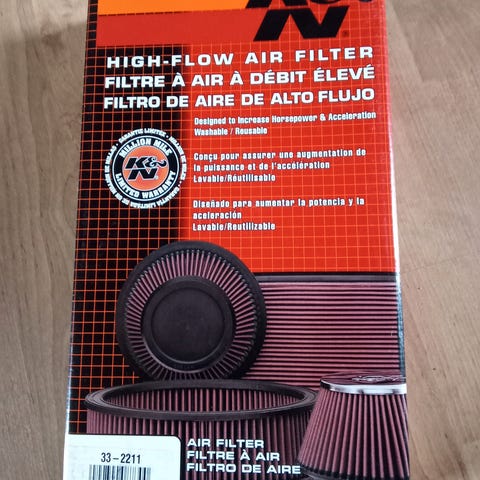 K&N
HIGH-FLOW AIR FILTER
FILTRE À AIR À DÉBIT ÉLEVÉ
FILTRO DE AIRE DE ALTO FLUJO
Designed to Increase Horsepower & Acceleration
Washable / Reusable
MILLION MILE
K&N
LIMITED WARRANTY
Conçu pour assurer une augmentation de
la puissance et de l'accélération
Lavable/Réutilisable
Diseñado para aumentar la potencia y la
aceleración
Lavable/Reutilizable
33-2211
AIR FILTER
FILTRE À AIR
FILTRO DE AIRE